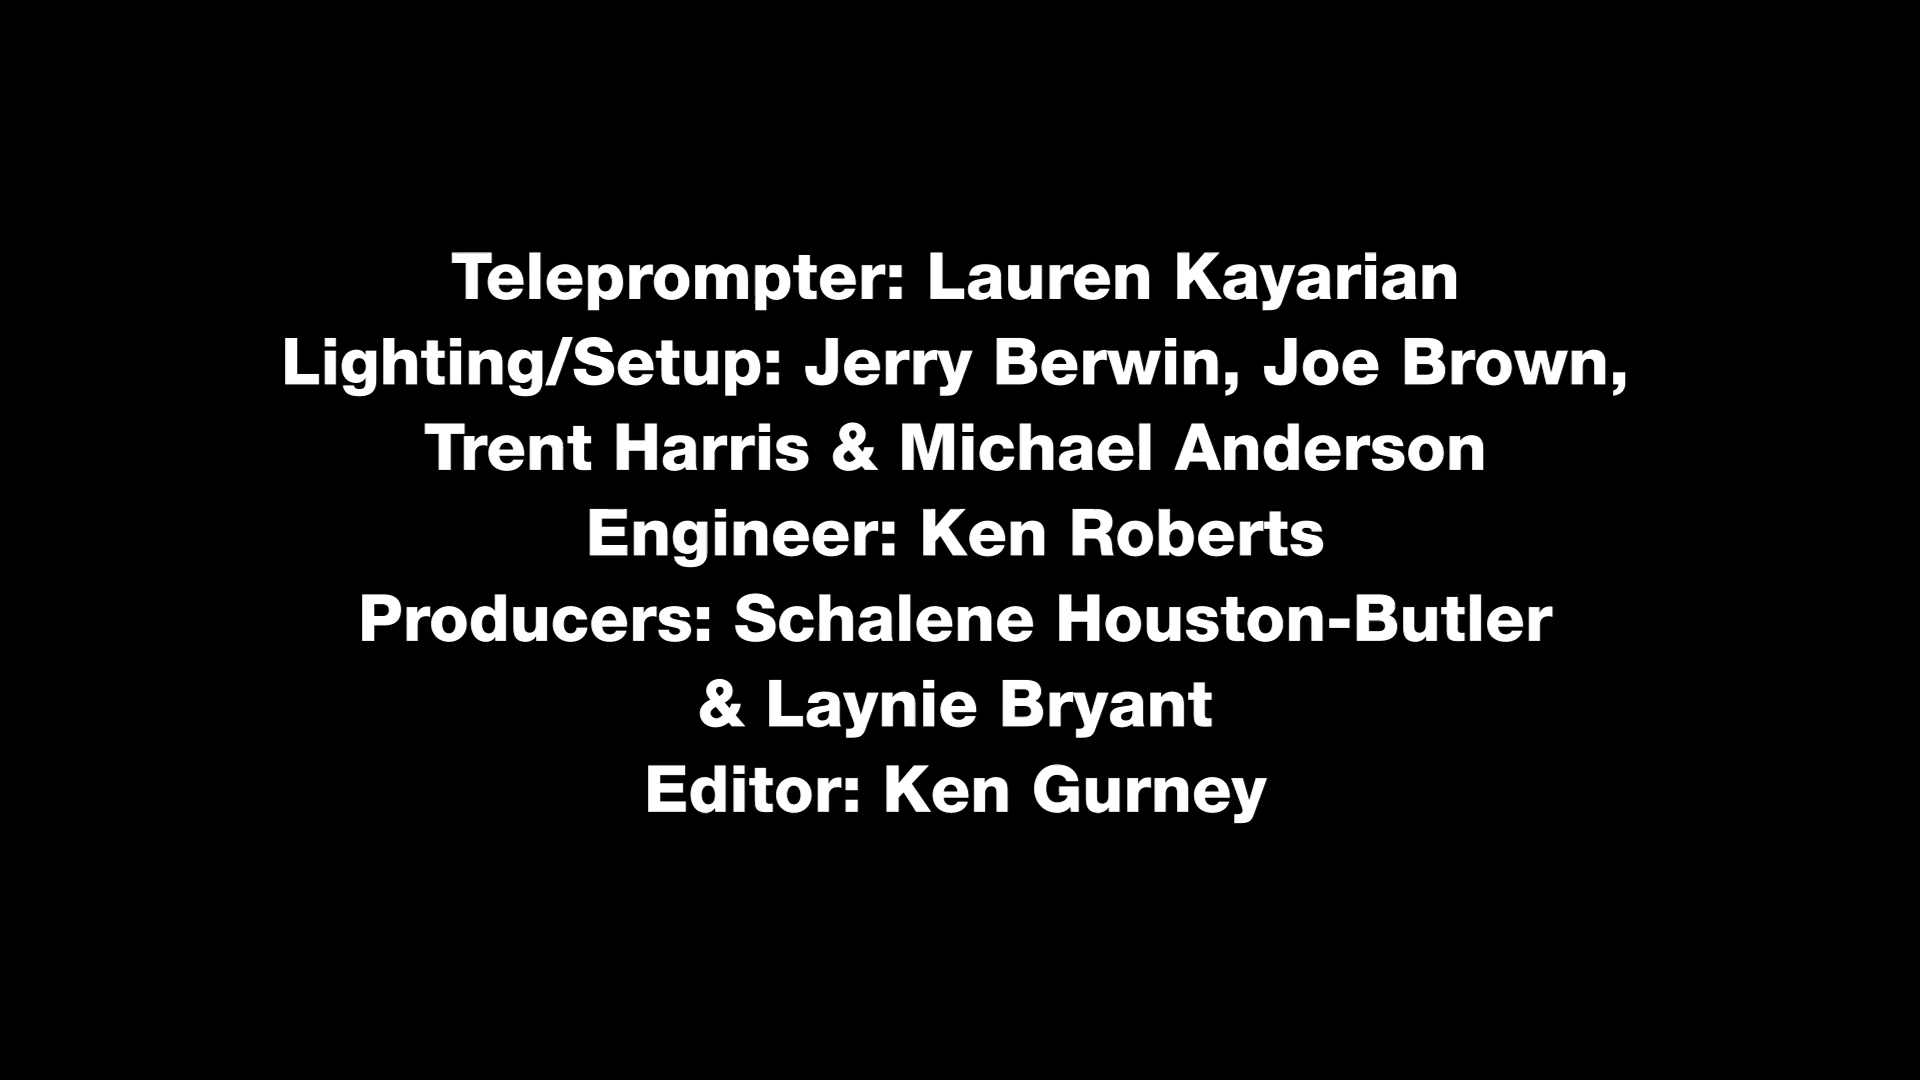 Teleprompter: Lauren Kayarian
Lighting/Setup: Jerry Berwin, Joe Brown,
Trent Harris & Michael Anderson
Engineer: Ken Roberts
Producers: Schalene Houston-Butler
& Laynie Bryant
Editor: Ken Gurney